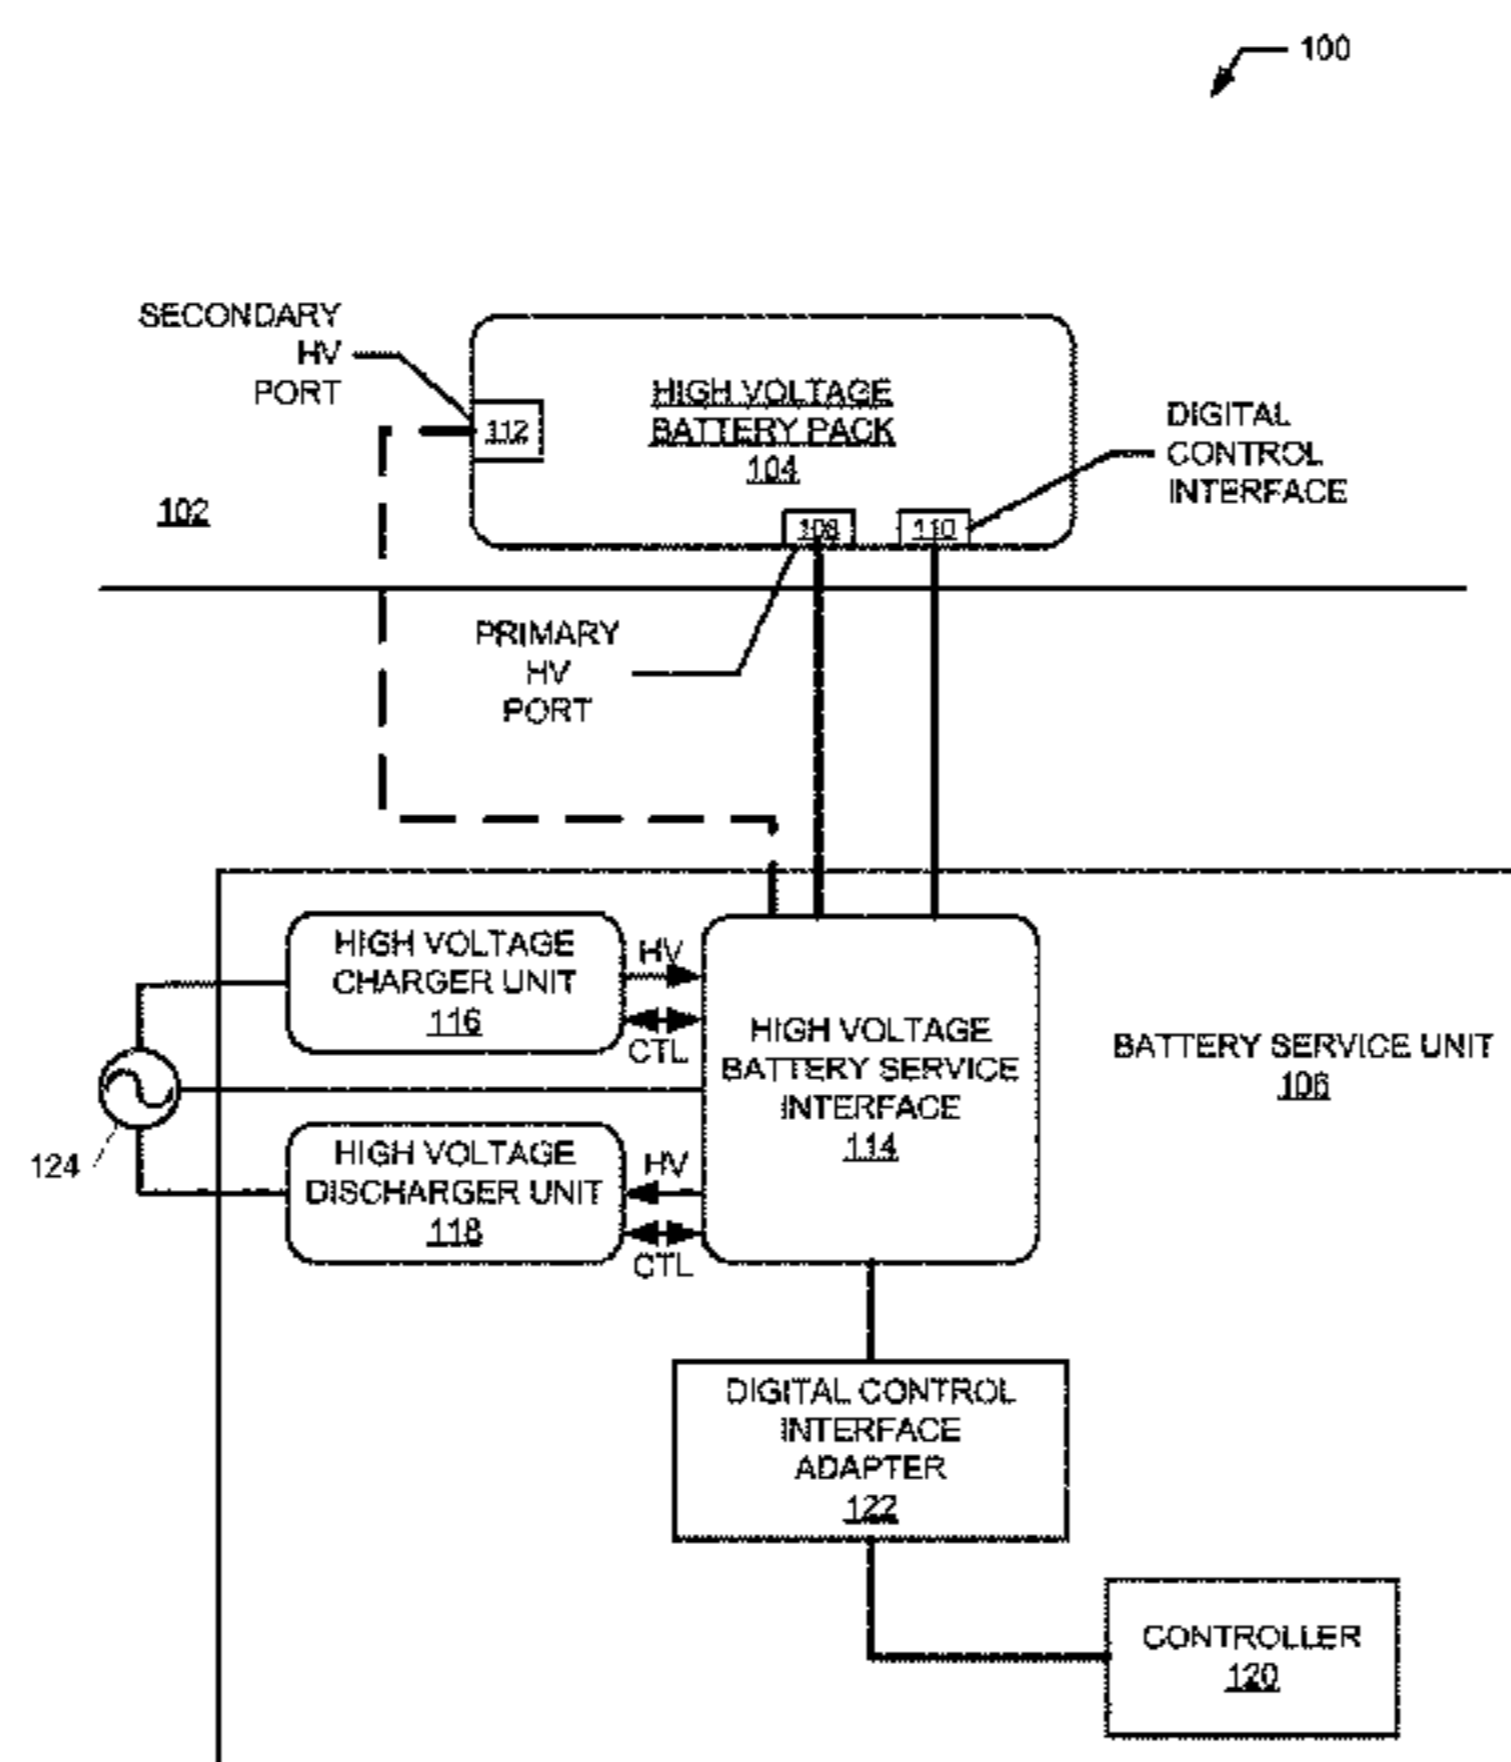 100
SECONDARY
HV
PORT
112
HIGH VOLTAGE
BATTERY PACK
104
DIGITAL
CONTROL
INTERFACE
102
108
110
PRIMARY
HV
PORT
HIGH VOLTAGE
CHARGER UNIT
116
HV
CTL
HIGH VOLTAGE
BATTERY SERVICE
INTERFACE
114
BATTERY SERVICE UNIT
106
124
HIGH VOLTAGE
DISCHARGER UNIT
118
HV
CTL
DIGITAL CONTROL
INTERFACE
ADAPTER
122
CONTROLLER
120